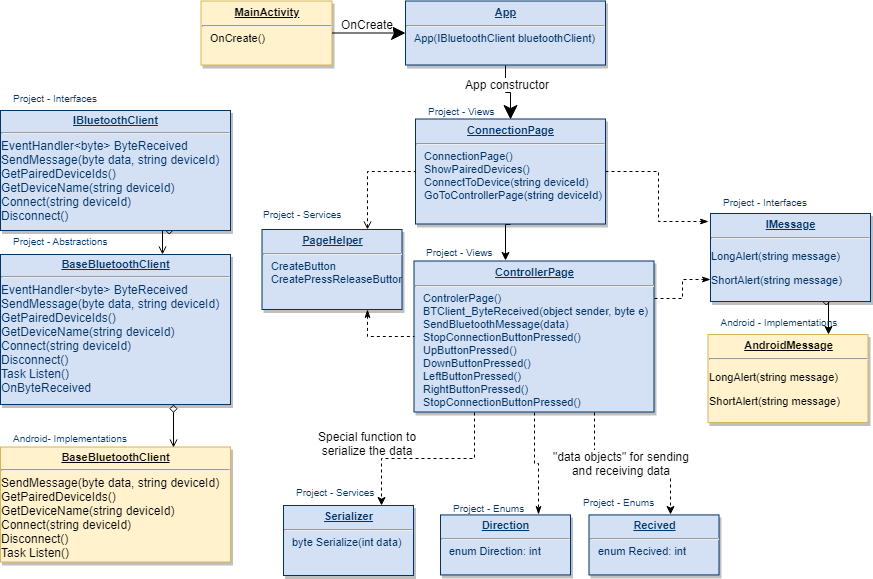 MainActivity
OnCreate()
OnCreate
App
App(IBluetoothClient bluetoothClient)
App constructor
Project - Interfaces
IBluetoothClient
EventHandler<byte> ByteReceived
SendMessage(byte data, string deviceId)
GetPairedDeviceIds()
GetDeviceName(string deviceId)
Connect(string deviceId)
Disconnect()
Project - Abstractions
BaseBluetoothClient
EventHandler<byte> ByteReceived
SendMessage(byte data, string deviceId)
GetPairedDeviceIds()
GetDeviceName(string deviceId)
Connect(string deviceId)
Disconnect()
Task Listen()
OnByteReceived
Android- Implementations
BaseBluetoothClient
SendMessage(byte data, string deviceId)
GetPairedDeviceIds()
GetDeviceName(string deviceId)
Connect(string deviceId)
Disconnect()
Task Listen()
Project - Views
ConnectionPage
ConnectionPage()
ShowPairedDevices()
ConnectToDevice(string deviceId)
GoToControllerPage(string deviceId)
Project - Services
PageHelper
CreateButton
CreatePressReleaseButton
Project - Views
ControllerPage
ControlerPage()
BTClient_ByteReceived(object sender, byte e)
SendBluetoothMessage(data)
StopConnectionButtonPressed()
UpButtonPressed()
DownButtonPressed()
LeftButtonPressed()
RightButtonPressed()
StopConnectionButtonPressed()
Project - Interfaces
IMessage
LongAlert(string message)
ShortAlert(string message)
Android - Implementations
AndroidMessage
LongAlert(string message)
ShortAlert(string message)
Special function to
serialize the data
"data objects" for sending
and receiving data
Project - Services
Serializer
byte Serialize(int data)
Project - Enums
Direction
enum Direction: int
Project - Enums
Recived
enum Recived: int